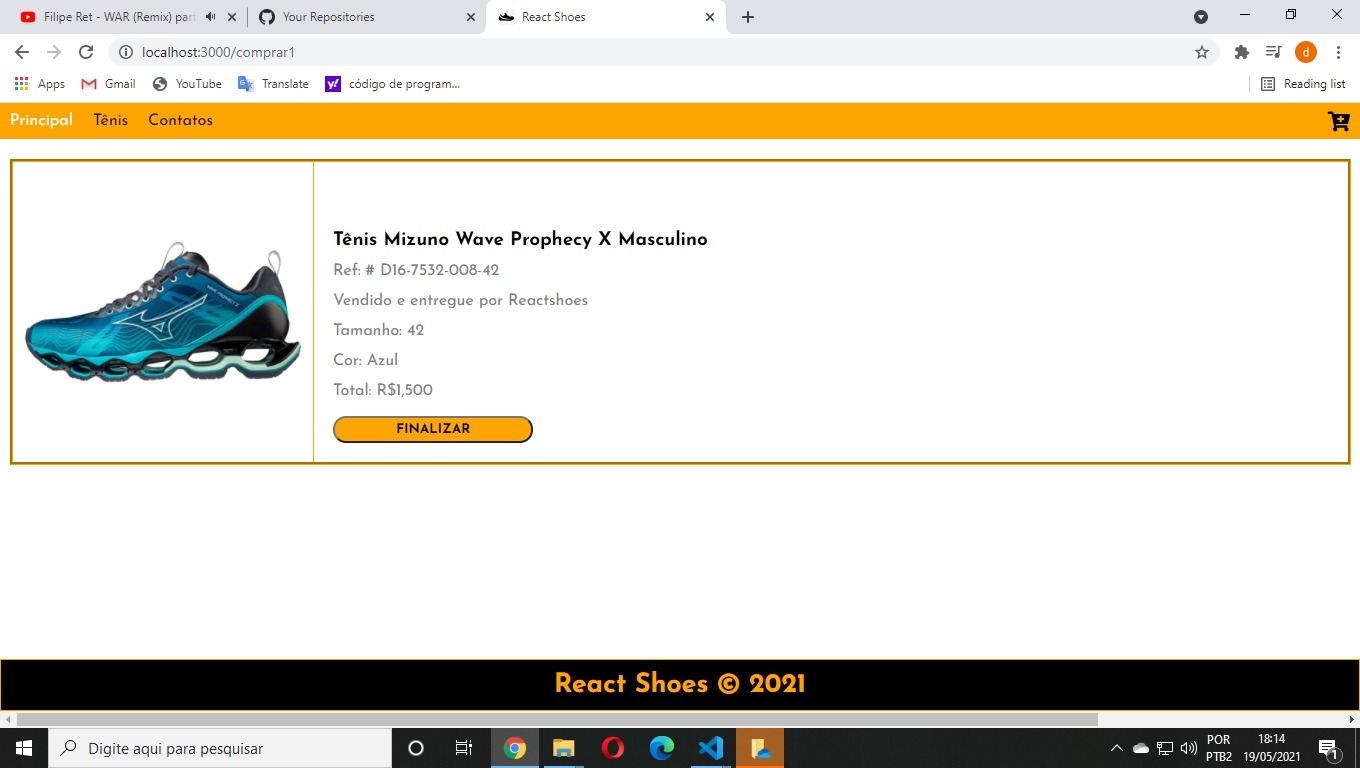 Filipe Ret - WAR (Remix) part
Your Repositories
React Shoes
localhost:3000/comprar1
d
Apps
Gmail
YouTube
Translate
código de program...
Reading list
Principal
Tênis
Contatos
Tênis Mizuno Wave Prophecy X Masculino
Ref: # D16-7532-008-42
Vendido e entregue por Reactshoes
Tamanho: 42
Cor: Azul
Total: R$1,500
FINALIZAR
React Shoes © 2021
Digite aqui para pesquisar
POR
PTB2
18:14
19/05/2021
1